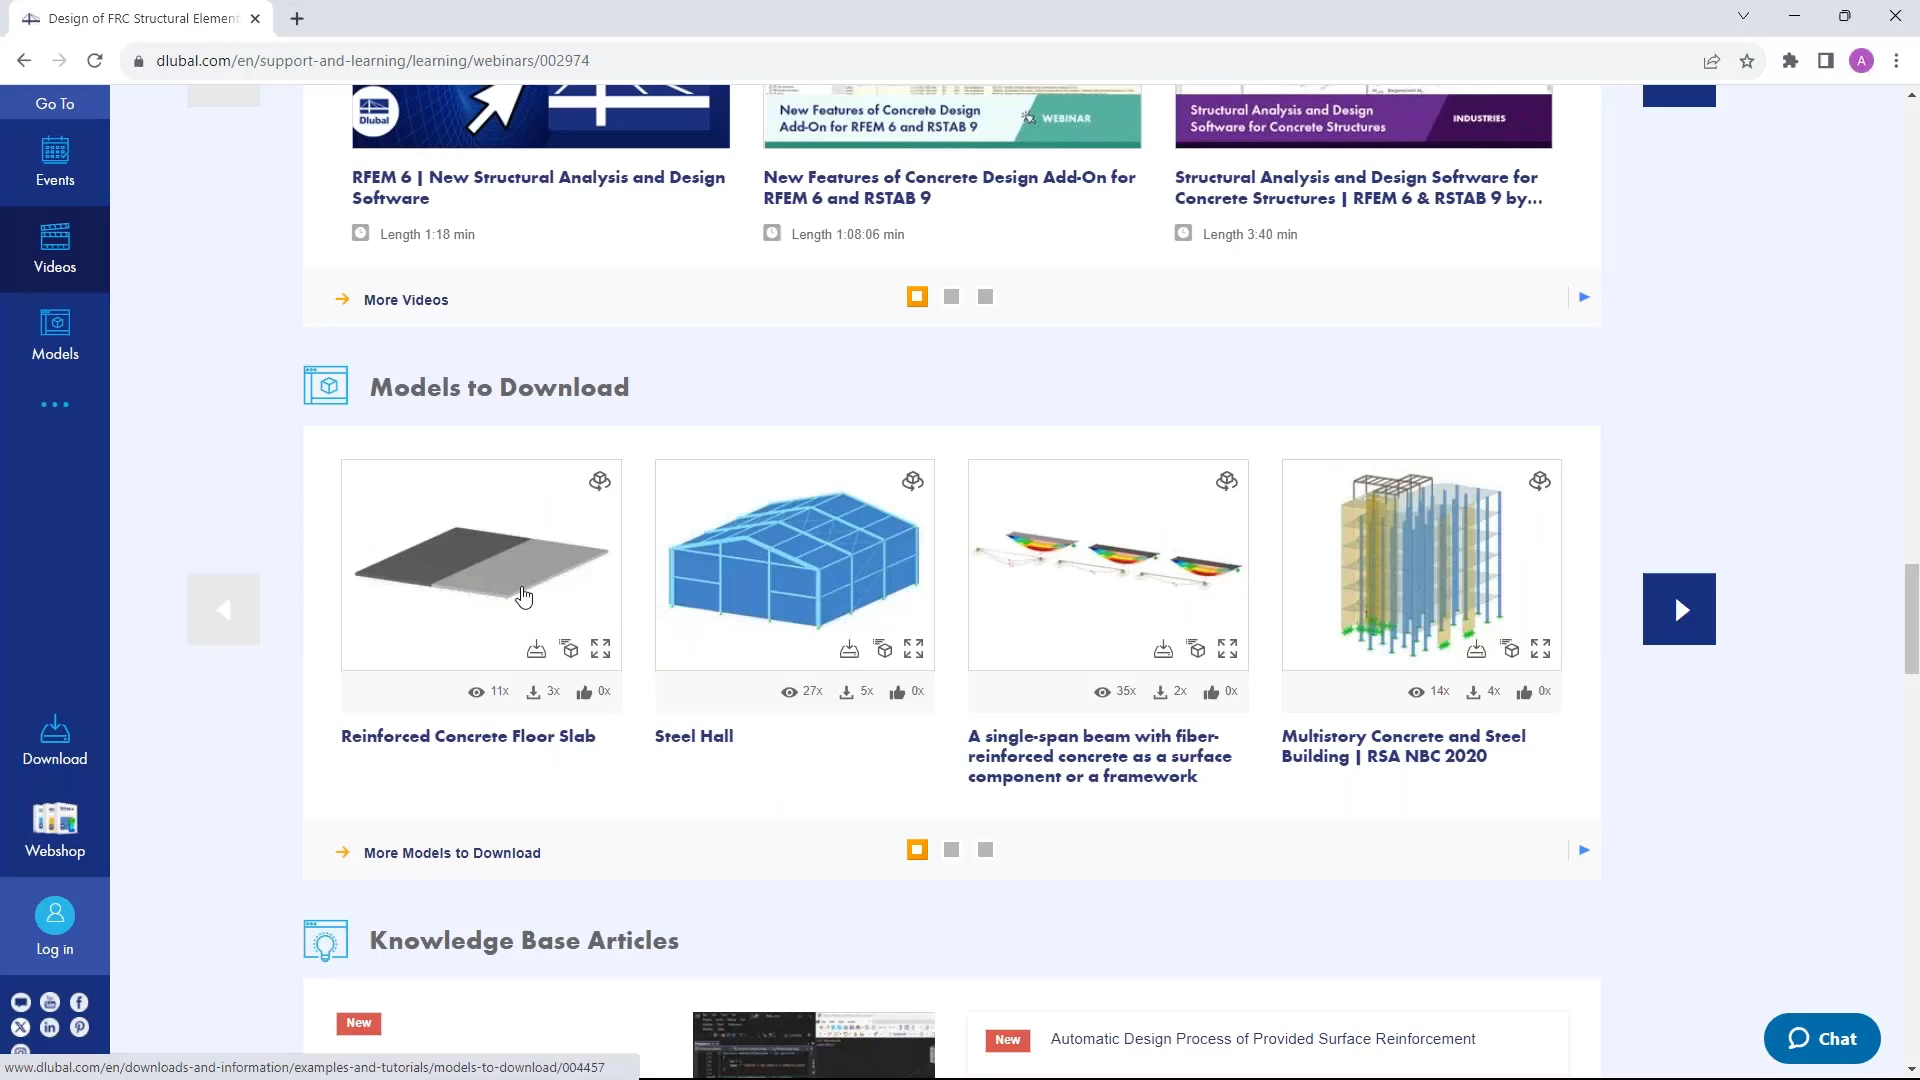 Design of FRC Structural Element
dlubal.com/en/support-and-learning/learning/webinars/002974
A
Go To
Events
Videos
Models
Download
Webshop
Log in
Dlubal
New Features of Concrete Design
Add-On for RFEM 6 and RSTAB 9
WEBINAR
Structural Analysis and Design
Software for Concrete Structures
INDUSTRIES
RFEM 6 | New Structural Analysis and Design
Software
Length 1:18 min
New Features of Concrete Design Add-On for
RFEM 6 and RSTAB 9
Length 1:08:06 min
Structural Analysis and Design Software for
Concrete Structures | RFEM 6 & RSTAB 9 by...
Length 3:40 min
More Videos
Models to Download
11x 3x 0x
Reinforced Concrete Floor Slab
27x 5x 0x
Steel Hall
35x 2x 0x
A single-span beam with fiber-
reinforced concrete as a surface
component or a framework
14x 4x 0x
Multistory Concrete and Steel
Building | RSA NBC 2020
More Models to Download
Knowledge Base Articles
New
New
Automatic Design Process of Provided Surface Reinforcement
Chat
www.dlubal.com/en/downloads-and-information/examples-and-tutorials/models-to-download/004457